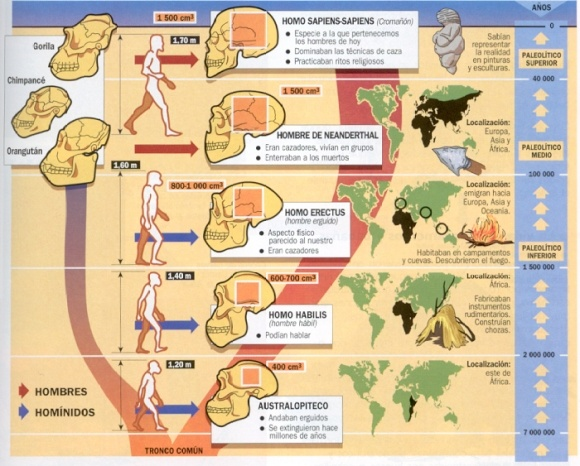 Gorila
Chimpancé
Orangután
1 500 cm³
1,70 m
HOMO SAPIENS-SAPIENS (Cromañón)
● Especie a la que pertenecemos
los hombres de hoy
● Dominaban las técnicas de caza
● Practicaban ritos religiosos
Sabían
representar
la realidad
en pinturas
y esculturas.
AÑOS
0
PALEOLÍTICO
SUPERIOR
40 000
1 500 cm³
HOMBRE DE NEANDERTHAL
● Eran cazadores, vivían en grupos
● Enterraban a los muertos
Localización:
Europa,
Asia y
África.
PALEOLÍTICO
MEDIO
100 000
1,60 m
800-1 000 cm³
HOMO ERECTUS
(hombre erguido)
● Aspecto físico
parecido al nuestro
● Eran cazadores
Localización:
emigran hacia
Europa, Asia y
Oceanía.
Habitaban en campamentos
y cuevas. Descubrieron el fuego.
PALEOLÍTICO
INFERIOR
1 500 000
1,40 m
600-700 cm³
HOMO HABILIS
(hombre hábil)
● Podían hablar
Localización:
África.
Fabricaban
instrumentos
rudimentarios.
Construían
chozas.
2 000 000
1,20 m
400 cm³
AUSTRALOPITECO
● Andaban erguidos
● Se extinguieron hace
millones de años
Localización:
este de
África.
7 000 000
HOMBRES
HOMÍNIDOS
TRONCO COMÚN